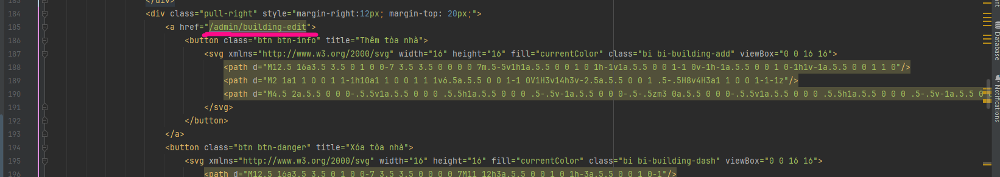 183 </div>
184 <div class="pull-right" style="margin-right:12px; margin-top: 20px;">
185 <a href="/admin/building-edit">
186 <button class="btn btn-info" title="Thêm tòa nhà">
187 <svg xmlns="http://www.w3.org/2000/svg" width="16" height="16" fill="currentColor" class="bi bi-building-add" viewBox="0 0 16 16">
188 <path d="M12.5 16a3.5 3.5 0 1 0 0-7 3.5 3.5 0 0 0 0 7m.5-5v1h1a.5.5 0 0 1 0 1h-1v1a.5.5 0 0 1-1 0v-1h-1a.5.5 0 0 1 0-1h1v-1a.5.5 0 0 1 1 0"/>
189 <path d="M2 1a1 1 0 0 1 1-1h10a1 1 0 0 1 1 1v6.5a.5.5 0 0 1-1 0V1H3v14h3v-2.5a.5.5 0 0 1 .5-.5H8v4H3a1 1 0 0 1-1-1z"/>
190 <path d="M4.5 2a.5.5 0 0 0-.5.5v1a.5.5 0 0 0 .5.5h1a.5.5 0 0 0 .5-.5v-1a.5.5 0 0 0-.5-.5zm3 0a.5.5 0 0 0-.5.5v1a.5.5 0 0 0 .5.5h1a.5.5 0 0 0 .5-.5v-1a.5.5 0
191 </svg>
192 </button>
193 </a>
194 <button class="btn btn-danger" title="Xóa tòa nhà">
195 <svg xmlns="http://www.w3.org/2000/svg" width="16" height="16" fill="currentColor" class="bi bi-building-dash" viewBox="0 0 16 16">
196 <path d="M12.5 16a3.5 3.5 0 1 0 0-7 3.5 3.5 0 0 0 0 7M11 12h3a.5.5 0 0 1 0 1h-3a.5.5 0 0 1 0-1"/>
Database
Notifications